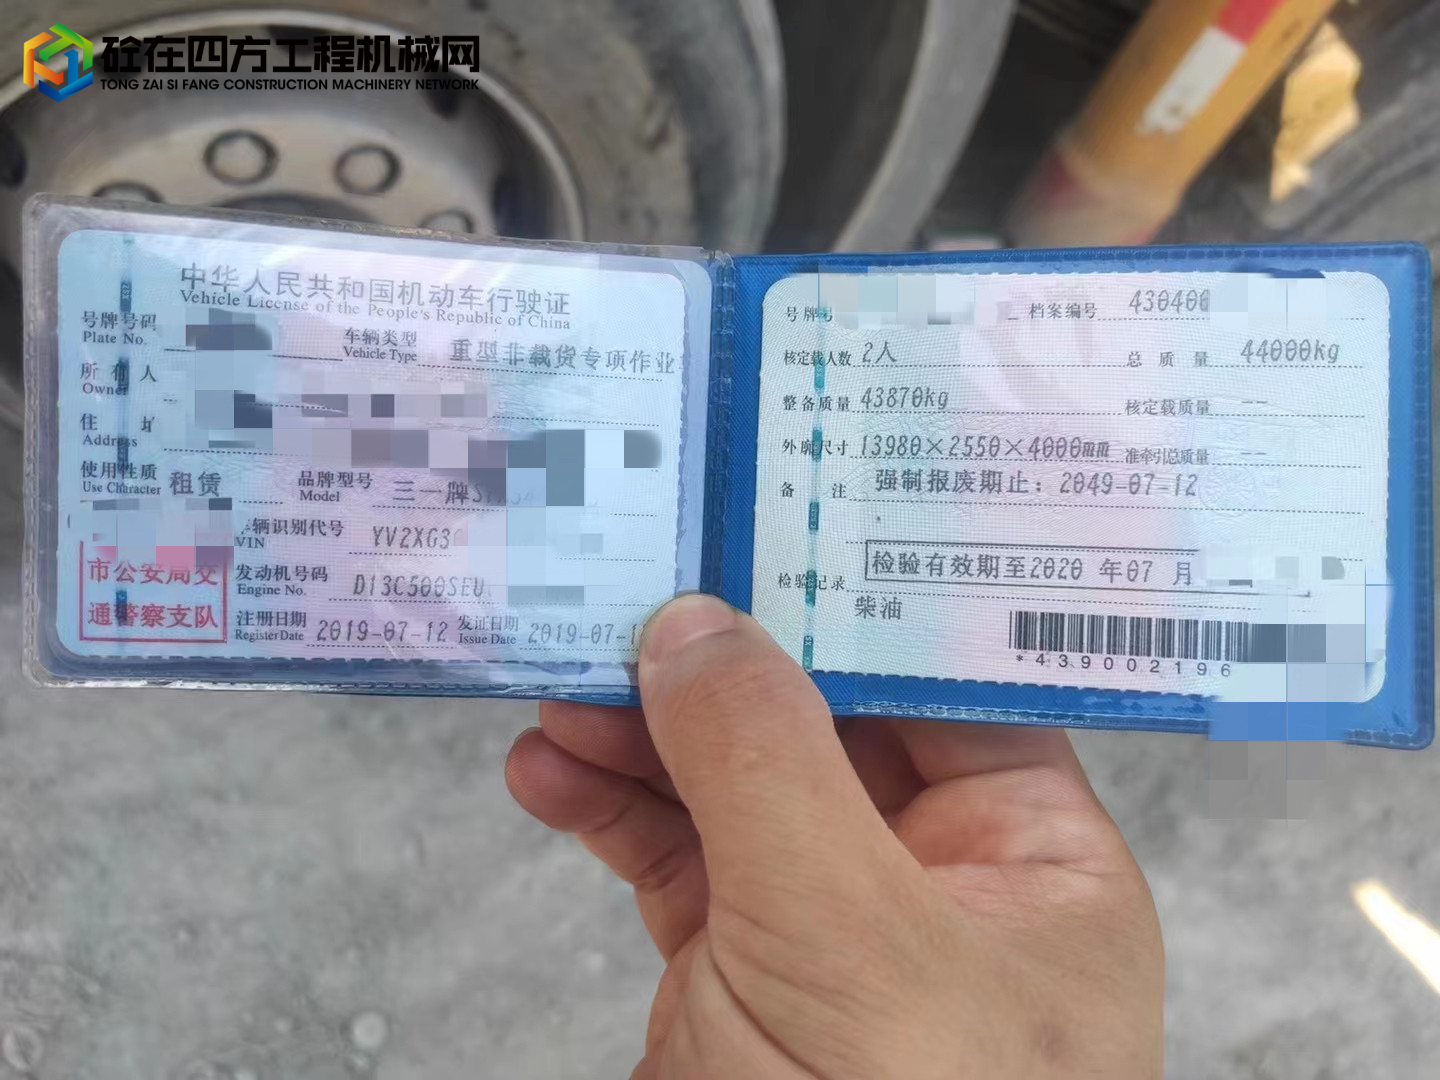 砼在四方工程机械网
TONG ZAI SI FANG CONSTRUCTION MACHINERY NETWORK
中华人民共和国机动车行驶证
Vehicle License of the People's Republic of China
号牌号码
Plate No.
车辆类型 重型非载货专项作业
Vehicle Type
所有人
Owner
住址
Address
使用性质 租赁
Use Character
品牌型号 三一牌
Model
车辆识别代号 YV2XG3
VIN
发动机号码 D13C500SEU
Engine No.
注册日期 2019-07-12
Register Date
发证日期 2019-07-1
Issue Date
市公安局交
通警察支队
号牌
档案编号 430400
核定载人数 2人 总质量 44000kg
整备质量 43870kg 核定载质量 --
外廓尺寸 13980×2550×4000mm 准牵引总质量 --
备注 强制报废期止：2049-07-12
检验记录 检验有效期至2020 年07 月
柴油
*439002196